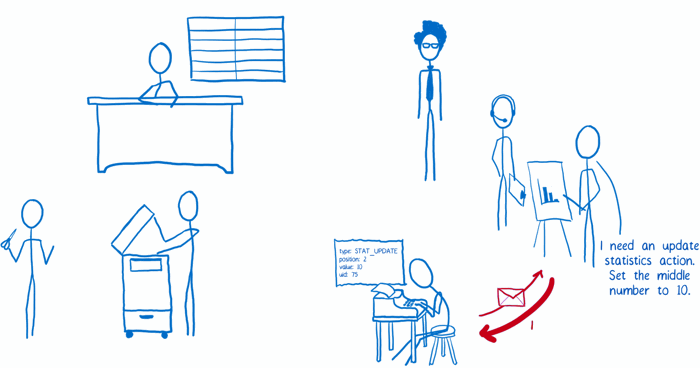 type: STAT_UPDATE
position: 2
value: 10
uid: 75
I need an update
statistics action.
Set the middle
number to 10.
1